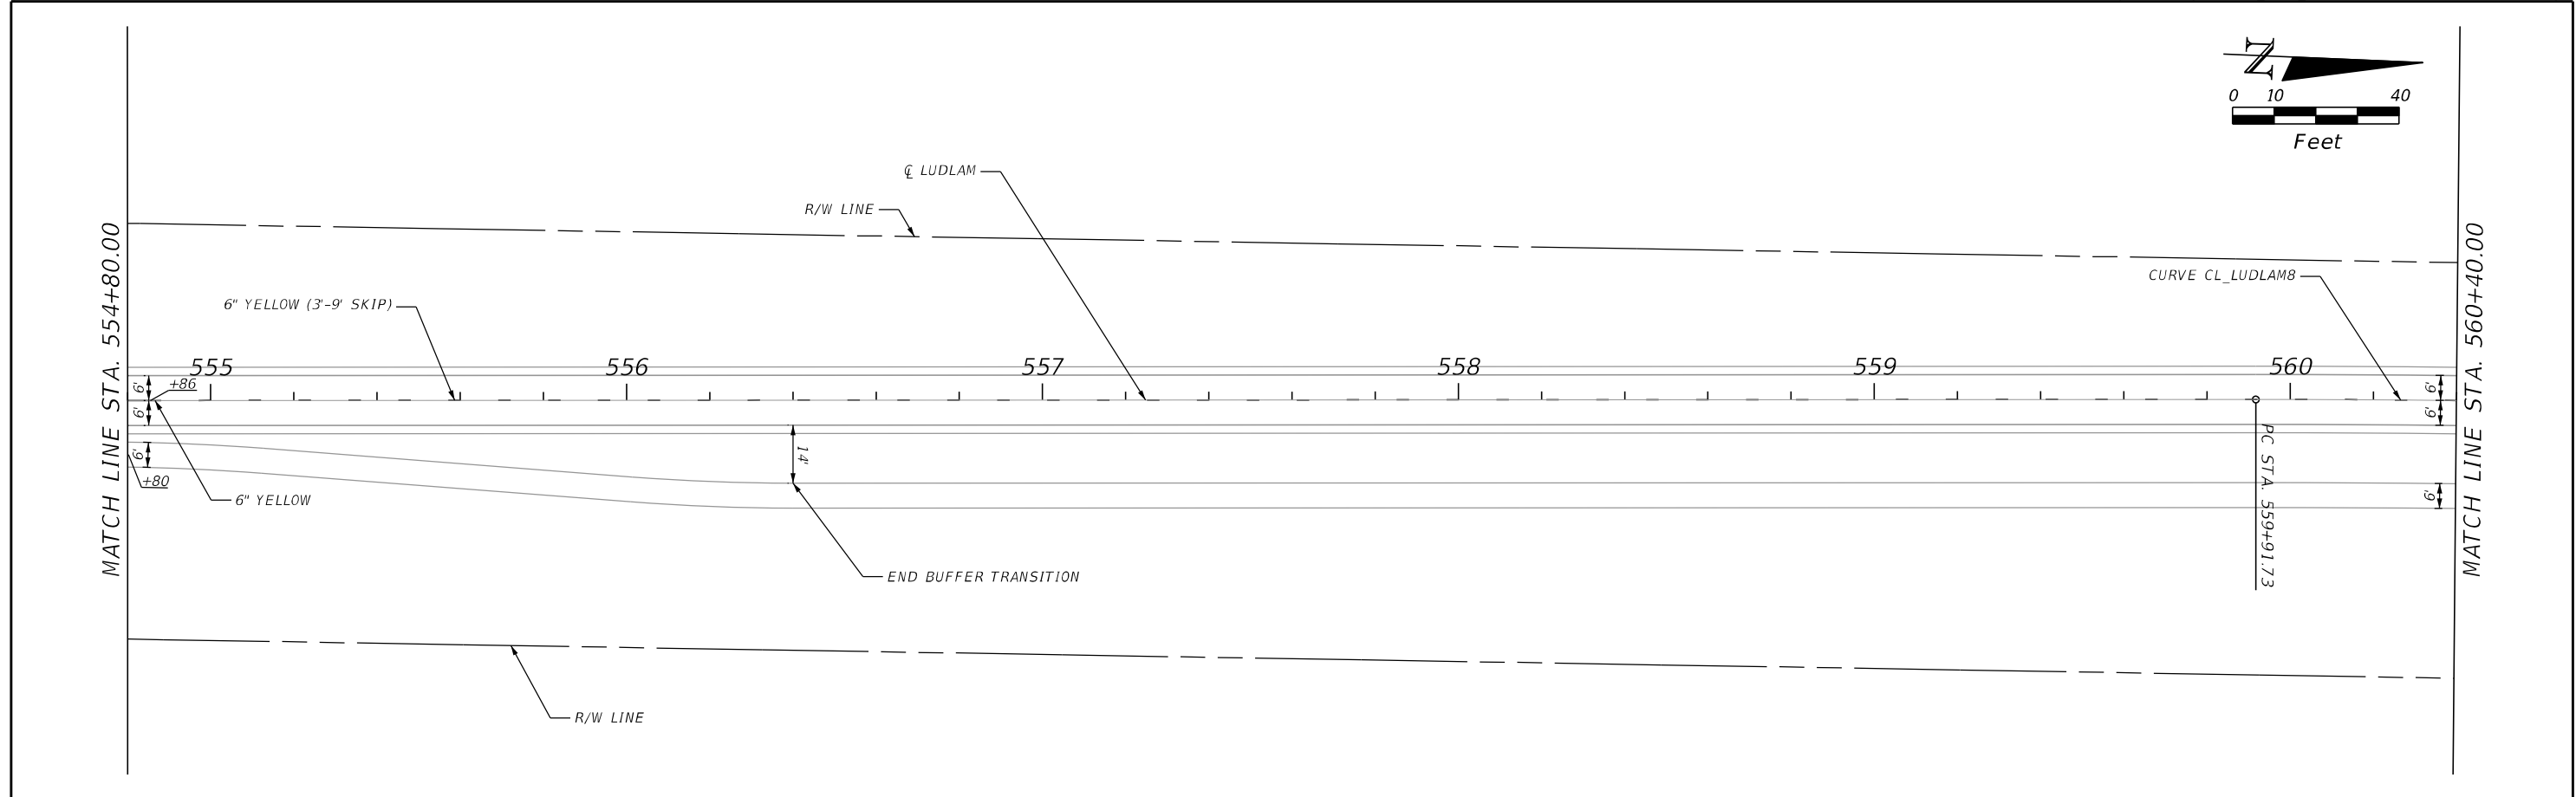 N
0 10 40
Feet
℄ LUDLAM
R/W LINE
CURVE CL_LUDLAM8
6" YELLOW (3'-9' SKIP)
MATCH LINE STA. 554+80.00
MATCH LINE STA. 560+40.00
555 556 557 558 559 560
+86
6'
6'
6'
6'
14'
6'
6'
+80
6" YELLOW
PC STA. 559+91.73
END BUFFER TRANSITION
R/W LINE